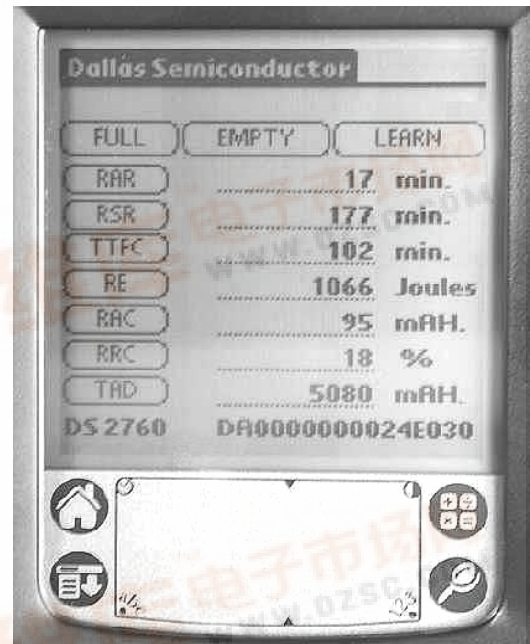 Dallas Semiconductor
FULL EMPTY LEARN
RAR 17 min.
RSR 177 min.
TTFC 102 min.
RE 1066 Joules
RAC 95 mAH.
RRC 18 %
TAD 5080 mAH.
DS 2760 DA0000000024E030